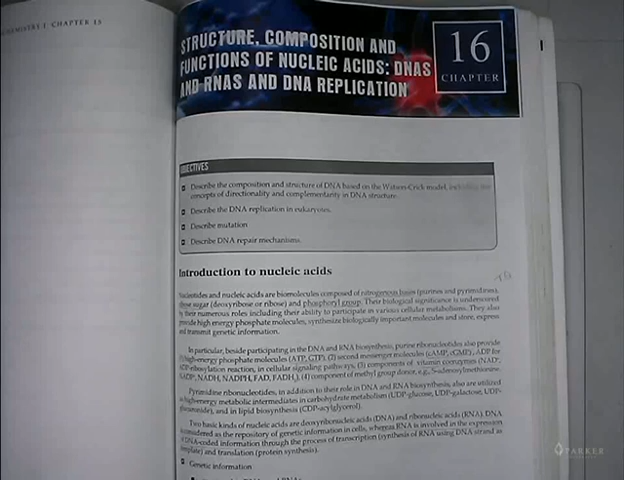 CHEMISTRY I CHAPTER 15
STRUCTURE, COMPOSITION AND
FUNCTIONS OF NUCLEIC ACIDS: DNAS
AND RNAS AND DNA REPLICATION
16
CHAPTER
OBJECTIVES
Describe the composition and structure of DNA based on the Watson-Crick model, including the
concepts of directionality and complementarity in DNA structure.
Describe the DNA replication in eukaryotes.
Describe mutation
Describe DNA repair mechanisms.
Introduction to nucleic acids
Nucleotides and nucleic acids are biomolecules composed of nitrogenous bases (purines and pyrimidines),
pentose sugar (deoxyribose or ribose) and phosphoryl group. Their biological significance is underscored
by their numerous roles including their ability to participate in various cellular metabolisms. They also
provide high energy phosphate molecules, synthesize biologically important molecules and store, express
and transmit genetic information.
In particular, beside participating in the DNA and RNA biosynthesis, purine ribonucleotides also provide
(1) high-energy phosphate molecules (ATP, GTP), (2) second messenger molecules (cAMP, cGMP), ADP for
ADP-ribosylation reaction, in cellular signaling pathways, (3) components of vitamin coenzymes (NAD⁺,
NADP⁺, NADH, NADPH, FAD, FADH₂), (4) component of methyl group donor, e.g., S-adenosylmethionine.
Pyrimidine ribonucleotides, in addition to their role in DNA and RNA biosynthesis, also are utilized
as high-energy metabolic intermediates in carbohydrate metabolism (UDP-glucose, UDP-galactose, UDP-
glucosamide), and in lipid biosynthesis (CDP-acylglycerol).
Two basic kinds of nucleic acids are deoxyribonucleic acids (DNA) and ribonucleic acids (RNA). DNA
is considered as the repository of genetic information in cells, whereas RNA is involved in the expression
of DNA-coded information through the process of transcription (synthesis of RNA using DNA strand as
template) and translation (protein synthesis).
Genetic information
PARKER